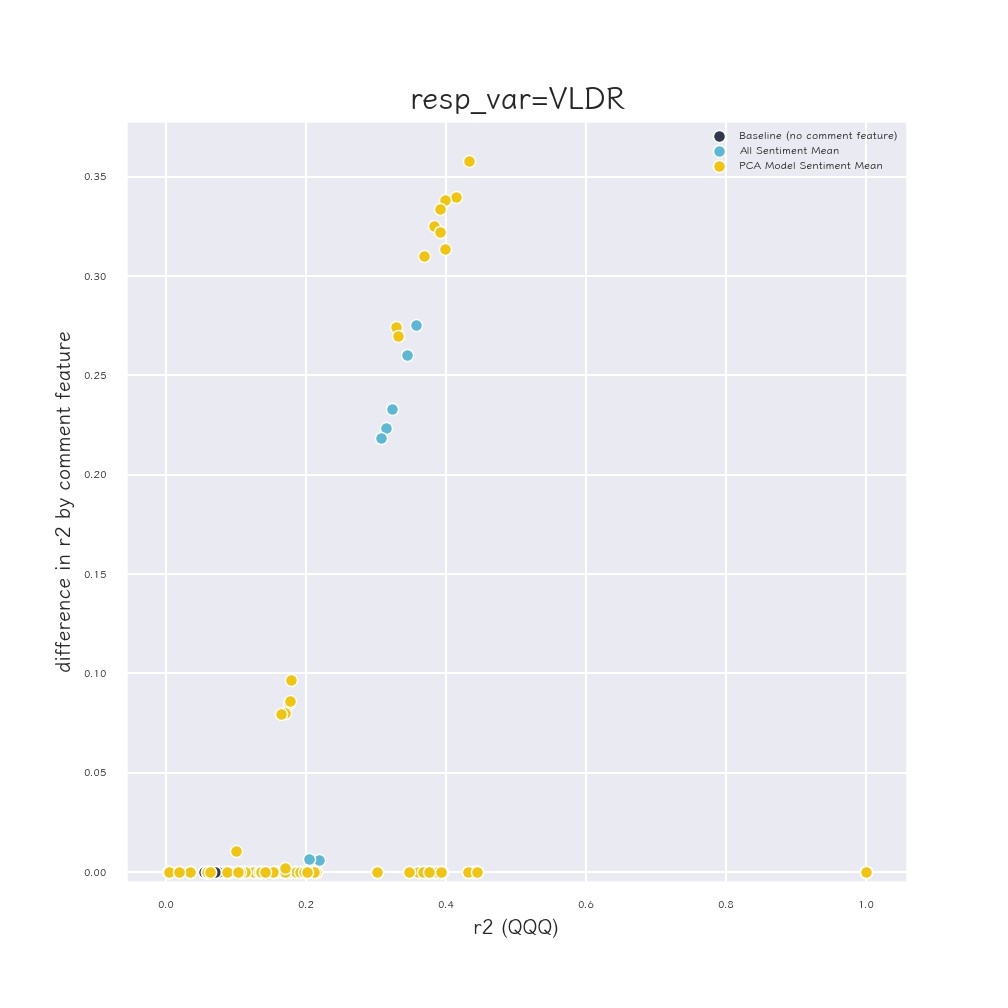 resp_var=VLDR
Baseline (no comment feature)
All Sentiment Mean
PCA Model Sentiment Mean
difference in r2 by comment feature
0.35
0.30
0.25
0.20
0.15
0.10
0.05
0.00
0.0 0.2 0.4 0.6 0.8 1.0
r2 (QQQ)